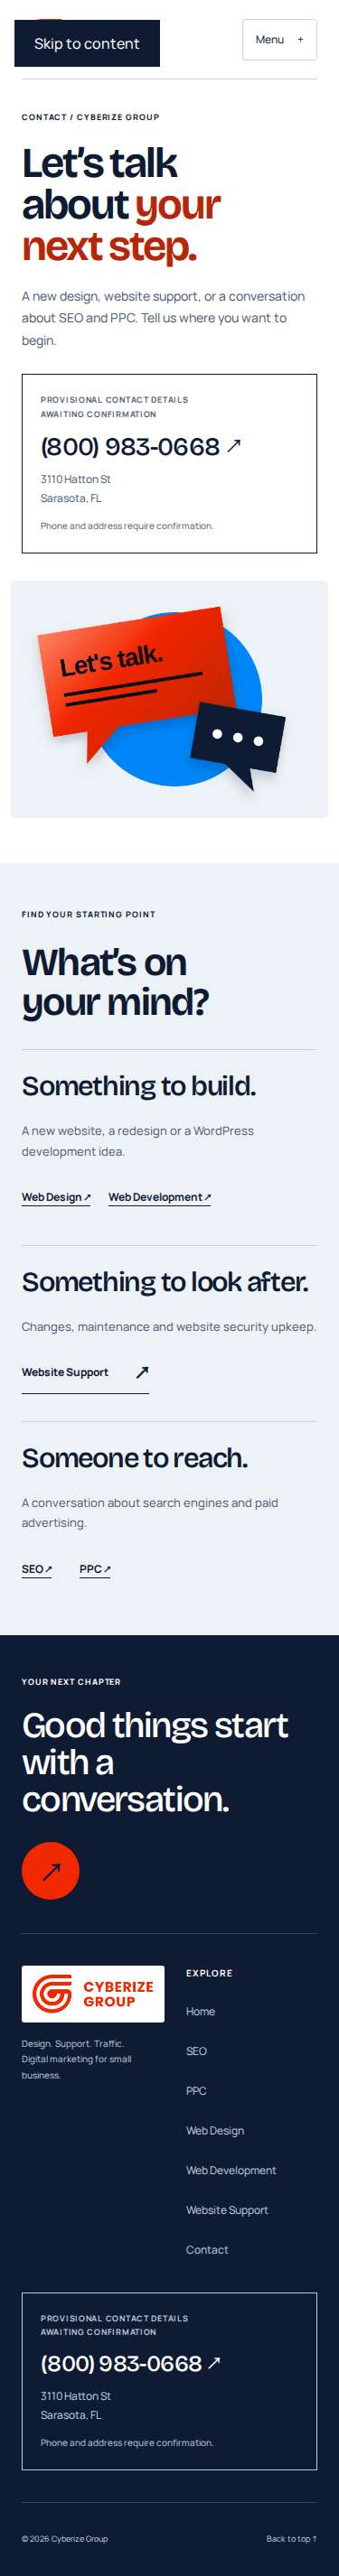 Skip to content
Menu +
CONTACT / CYBERIZE GROUP
Let's talk
about your
next step.
A new design, website support, or a conversation
about SEO and PPC. Tell us where you want to
begin.
PROVISIONAL CONTACT DETAILS
AWAITING CONFIRMATION
(800) 983-0668 ↗
3110 Hatton St
Sarasota, FL
Phone and address require confirmation.
Let's talk.
FIND YOUR STARTING POINT
What's on
your mind?
Something to build.
A new website, a redesign or a WordPress
development idea.
Web Design ↗ Web Development ↗
Something to look after.
Changes, maintenance and website security upkeep.
Website Support ↗
Someone to reach.
A conversation about search engines and paid
advertising.
SEO ↗ PPC ↗
YOUR NEXT CHAPTER
Good things start
with a
conversation.
↗
CYBERIZE
GROUP
Design. Support. Traffic.
Digital marketing for small
business.
EXPLORE
Home
SEO
PPC
Web Design
Web Development
Website Support
Contact
PROVISIONAL CONTACT DETAILS
AWAITING CONFIRMATION
(800) 983-0668 ↗
3110 Hatton St
Sarasota, FL
Phone and address require confirmation.
© 2026 Cyberize Group
Back to top ↑